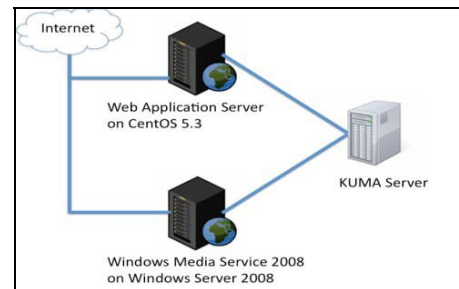 Internet
Web Application Server
on CentOS 5.3
KUMA Server
Windows Media Service 2008
on Windows Server 2008